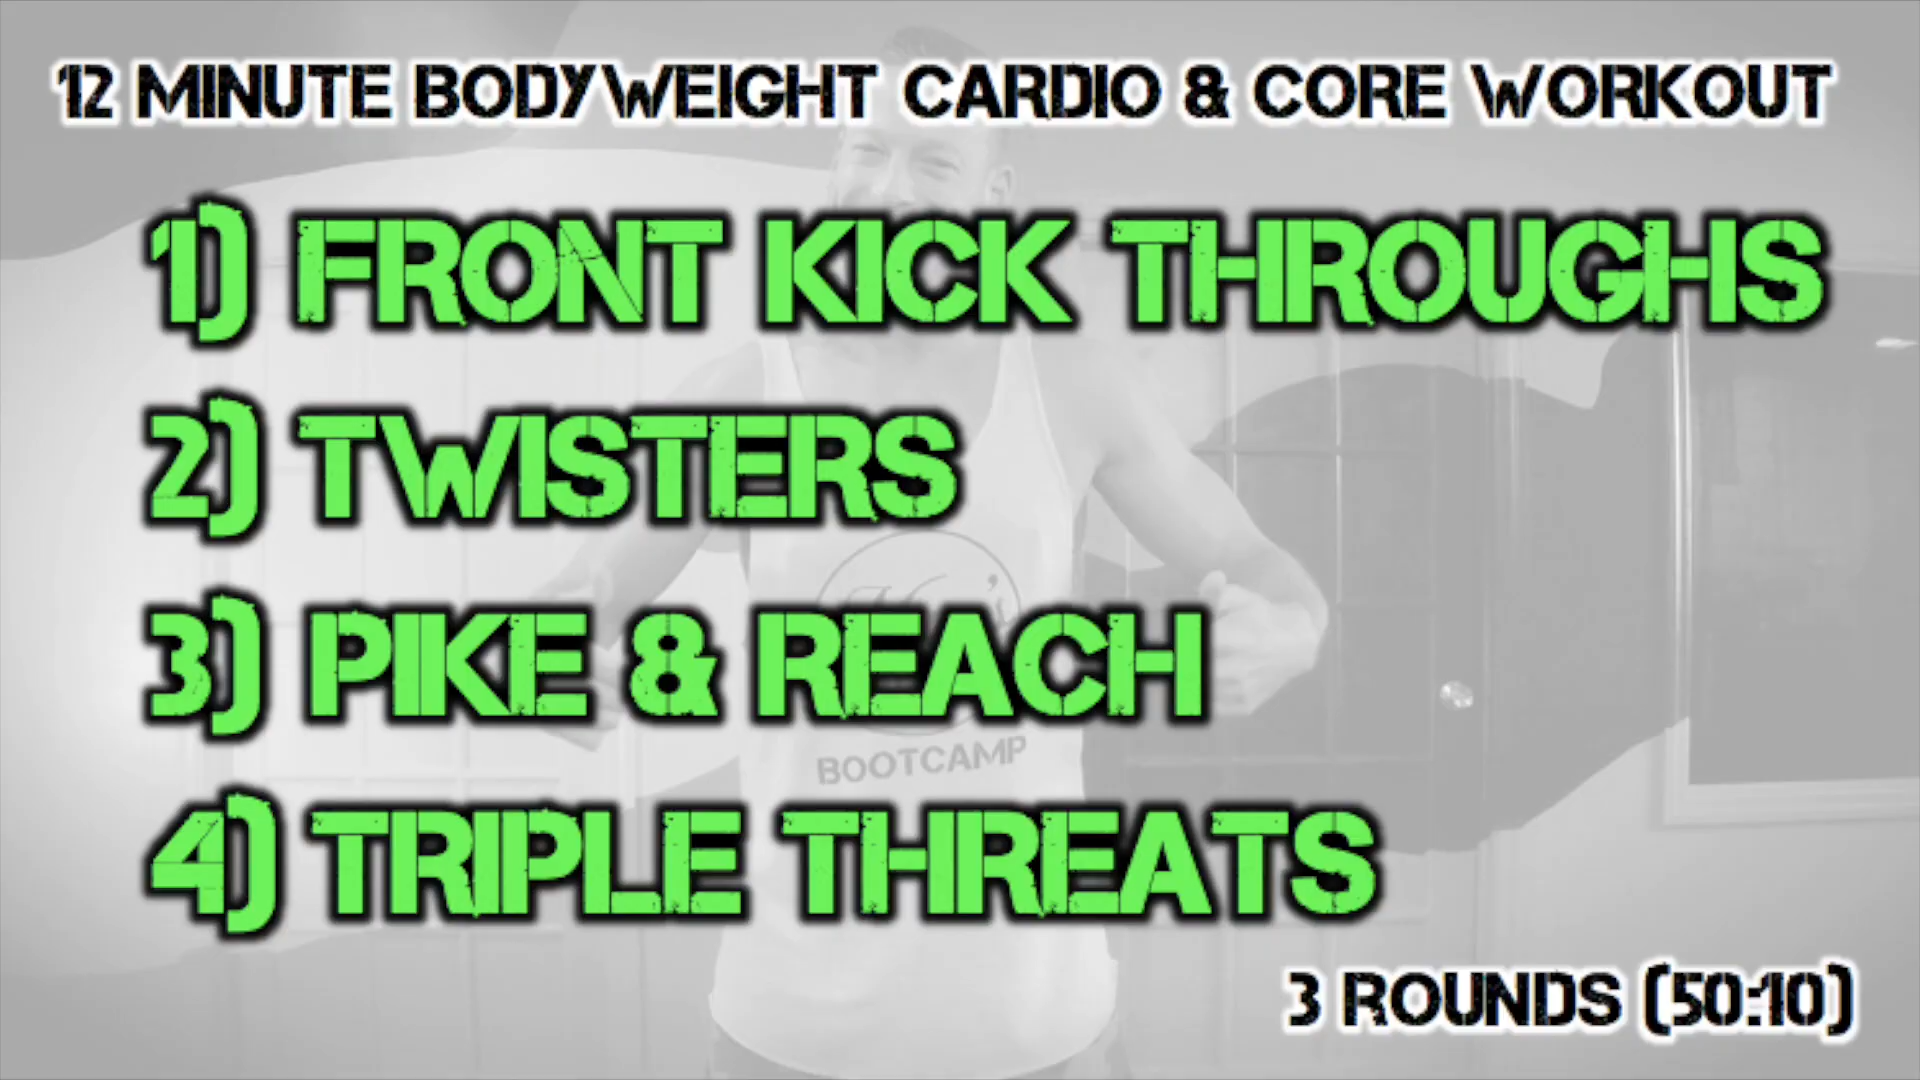 12 MINUTE BODYWEIGHT CARDIO & CORE WORKOUT
1) FRONT KICK THROUGHS
2) TWISTERS
3) PIKE & REACH
BOOTCAMP
4) TRIPLE THREATS
3 ROUNDS (50:10)